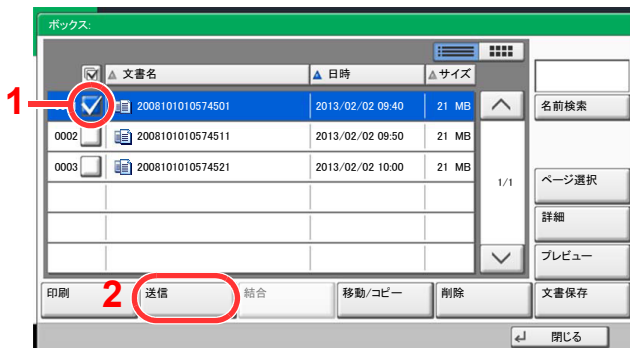 ボックス:
文書名 日時 サイズ
1 2008101010574501 2013/02/02 09:40 21 MB 名前検索
0002 2008101010574511 2013/02/02 09:50 21 MB
0003 2008101010574521 2013/02/02 10:00 21 MB
1/1 ページ選択
詳細
プレビュー
印刷 2 送信 結合 移動/コピー 削除 文書保存
閉じる